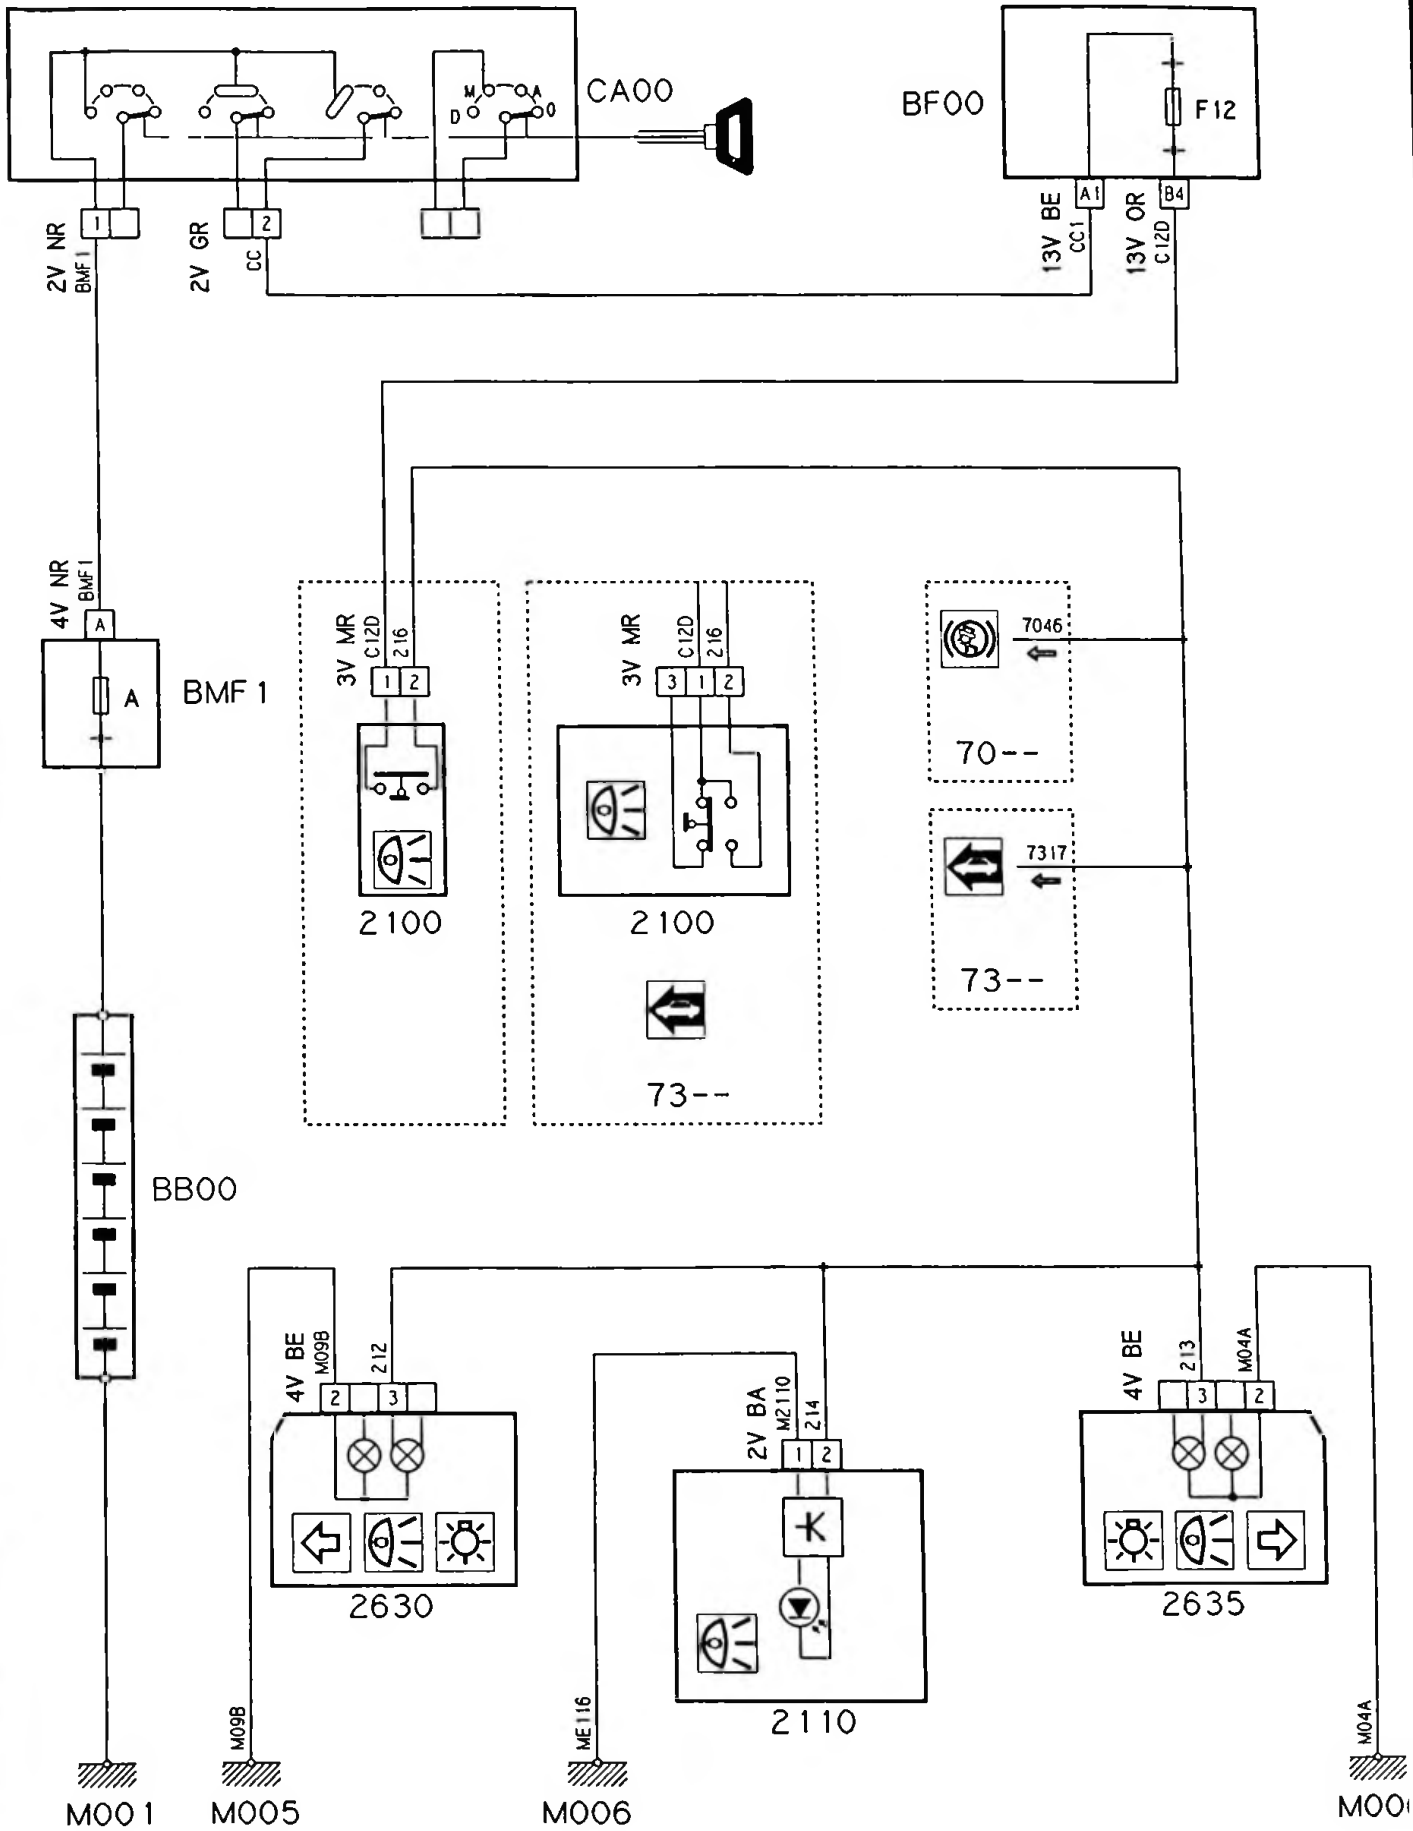 CA00
M
A
D
O
BF00
F12
1
2
A1
B4
2V NR
BMF1
2V GR
CC
13V BE
CC1
13V OR
C12D
4V NR
BMF1
A
A
BMF1
3V MR
C12D
216
1 2
2100
3V MR
C12D
216
3 1 2
2100
73--
7046
70--
7317
73--
BB00
4V BE
M09B
212
2 3
2630
2V BA
M2110
214
1 2
2110
4V BE
213
M04A
3 2
2635
M09B
ME116
M04A
M001
M005
M006